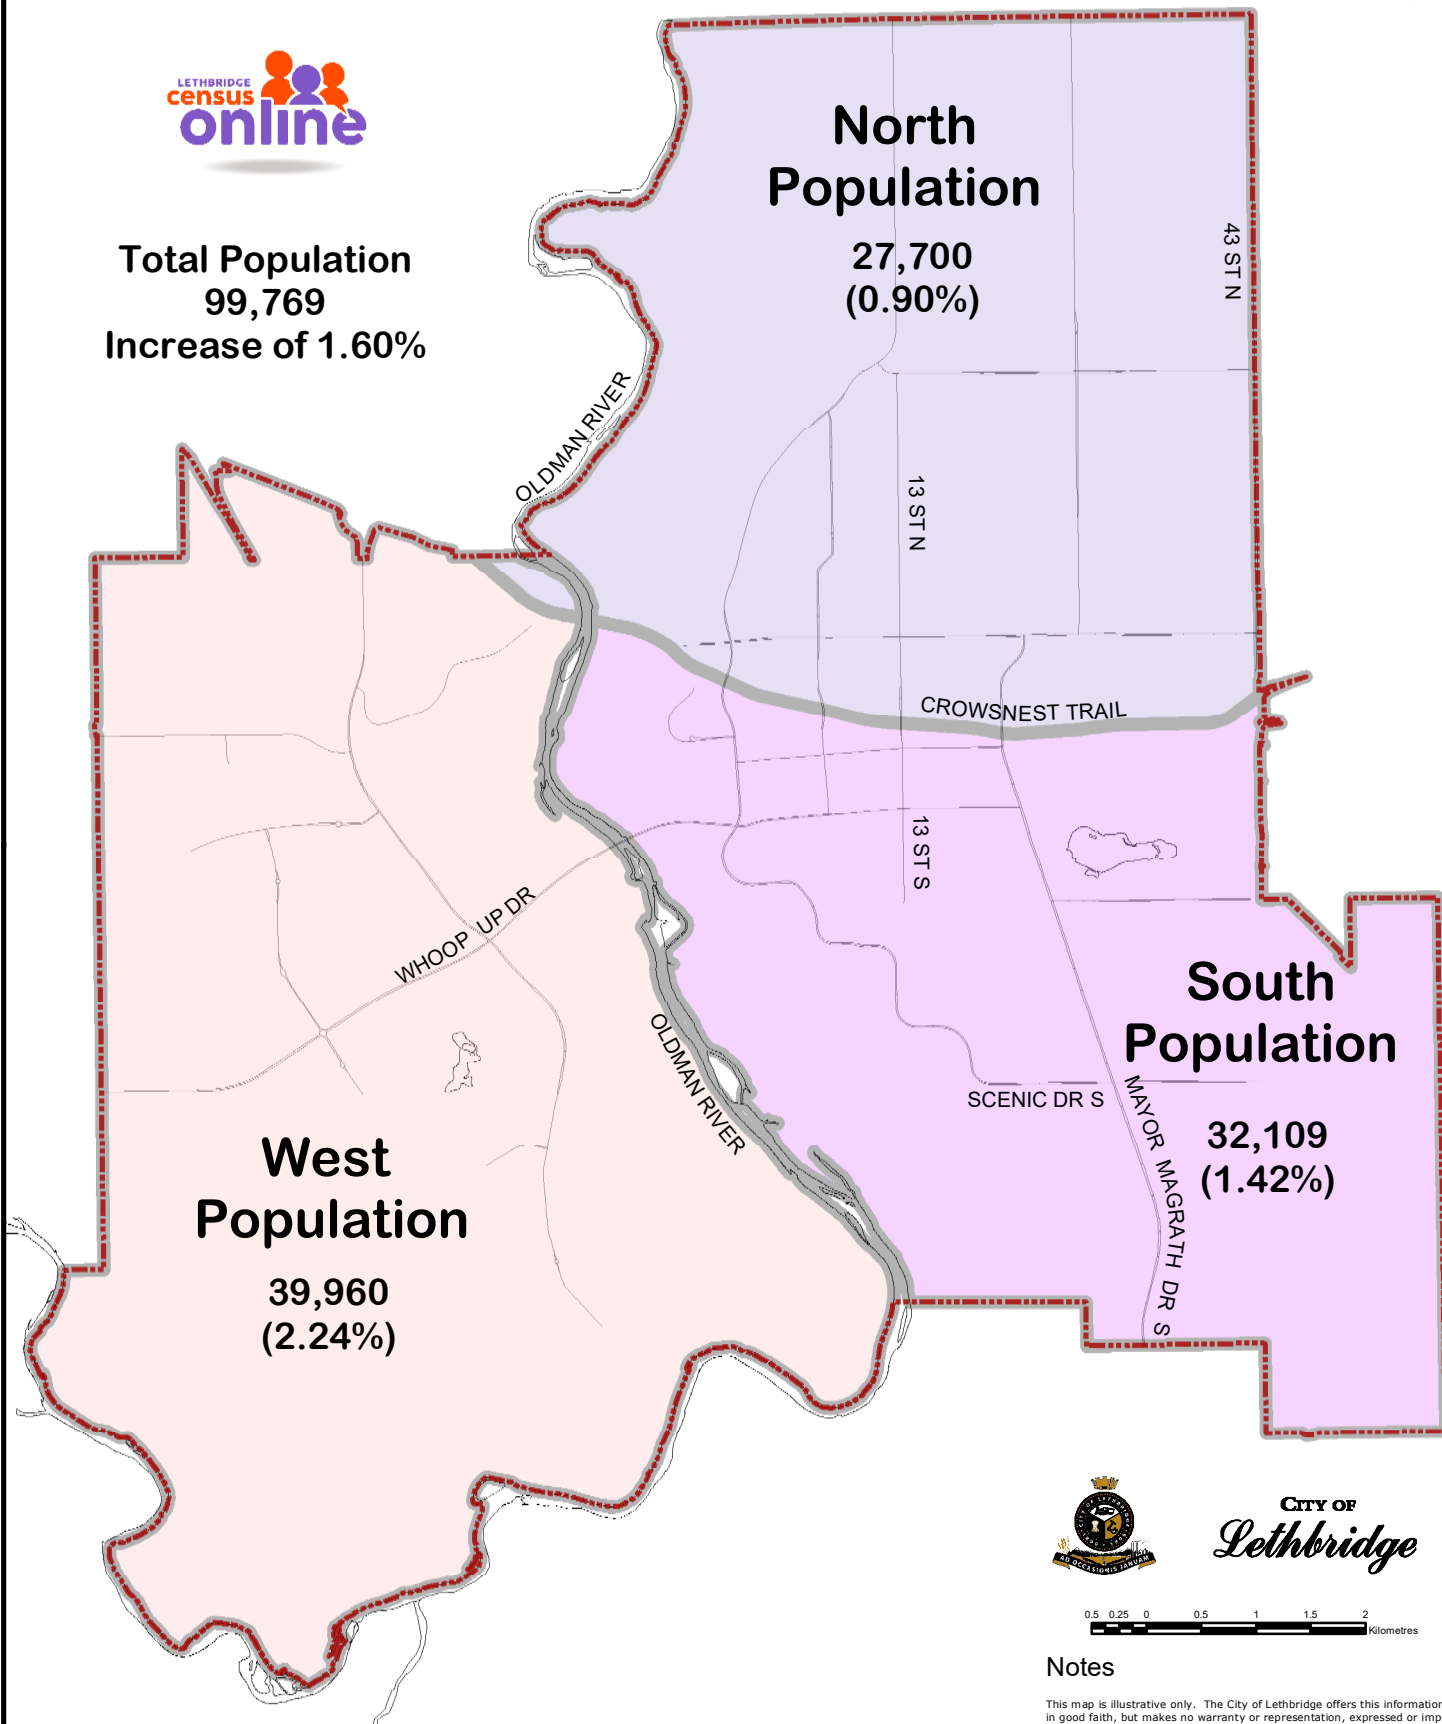 LETHBRIDGE
census
online
Total Population
99,769
Increase of 1.60%
North
Population
27,700
(0.90%)
43 ST N
OLDMAN RIVER
13 ST N
CROWSNEST TRAIL
13 ST S
WHOOP UP DR
OLDMAN RIVER
South
Population
32,109
(1.42%)
SCENIC DR S
MAYOR MAGRATH DR S
West
Population
39,960
(2.24%)
AD OCCASIONIS JANUAM
CITY OF
Lethbridge
0.5 0.25 0 0.5 1 1.5 2
Kilometres
Notes
This map is illustrative only. The City of Lethbridge offers this information
in good faith, but makes no warranty or representation, expressed or imp